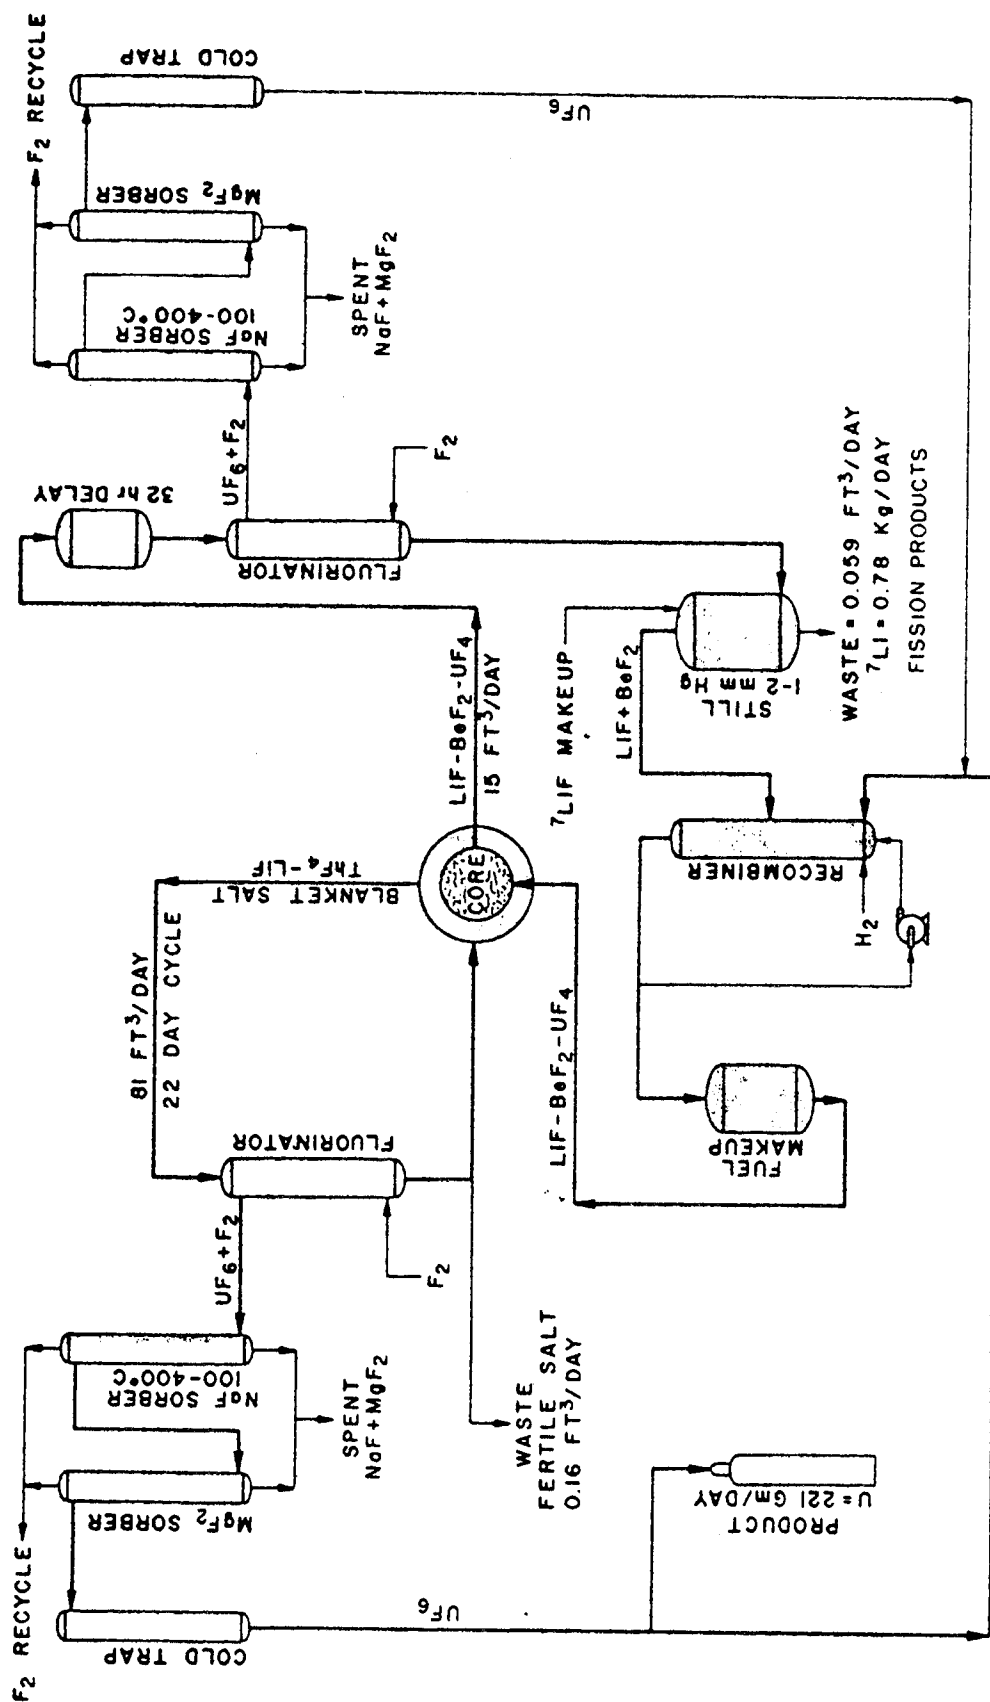 F2 RECYCLE
COLD TRAP
MgF2 SORBER
NaF SORBER
100-400°C
SPENT
NaF+MgF2
UF6+F2
F2
FLUORINATOR
81 FT3/DAY
22 DAY CYCLE
BLANKET SALT
ThF4-LiF
CORE
LiF-BeF2-UF4
15 FT3/DAY
32 hr DELAY
FLUORINATOR
F2
UF6+F2
NaF SORBER
100-400°C
MgF2 SORBER
SPENT
NaF+MgF2
F2 RECYCLE
COLD TRAP
UF6
WASTE
FERTILE SALT
0.16 FT3/DAY
UF6
PRODUCT
U=221 Gm/DAY
LiF-BeF2-UF4
FUEL
MAKEUP
H2
RECOMBINER
7LiF MAKEUP
LiF+BeF2
STILL
1-2 mm Hg
WASTE = 0.059 FT3/DAY
7Li = 0.78 Kg/DAY
FISSION PRODUCTS